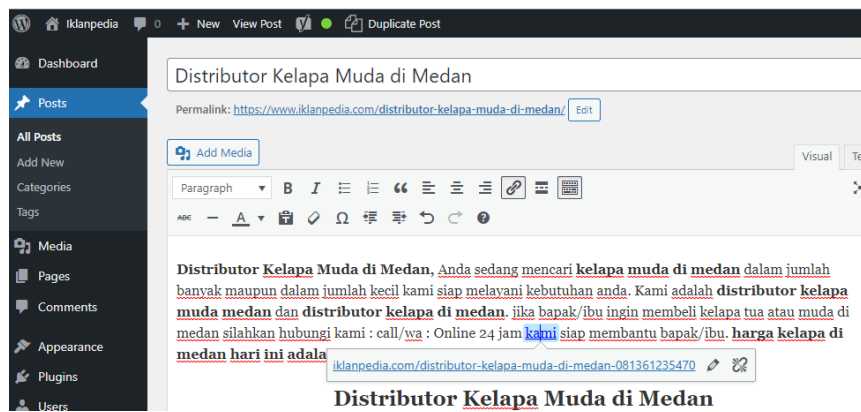 Iklanpedia 0 + New View Post Duplicate Post
Dashboard
Posts
All Posts
Add New
Categories
Tags
Media
Pages
Comments
Appearance
Plugins
Users
Distributor Kelapa Muda di Medan
Permalink: https://www.iklanpedia.com/distributor-kelapa-muda-di-medan/ Edit
Add Media
Visual
Paragraph B I
ABC A Ω
Distributor Kelapa Muda di Medan, Anda sedang mencari kelapa muda di medan dalam jumlah
banyak maupun dalam jumlah kecil kami siap melayani kebutuhan anda. Kami adalah distributor kelapa
muda medan dan distributor kelapa di medan. jika bapak/ibu ingin membeli kelapa tua atau muda di
medan silahkan hubungi kami : call/wa : Online 24 jam kami siap membantu bapak/ibu. harga kelapa di
medan hari ini adala
iklanpedia.com/distributor-kelapa-muda-di-medan-081361235470
Distributor Kelapa Muda di Medan